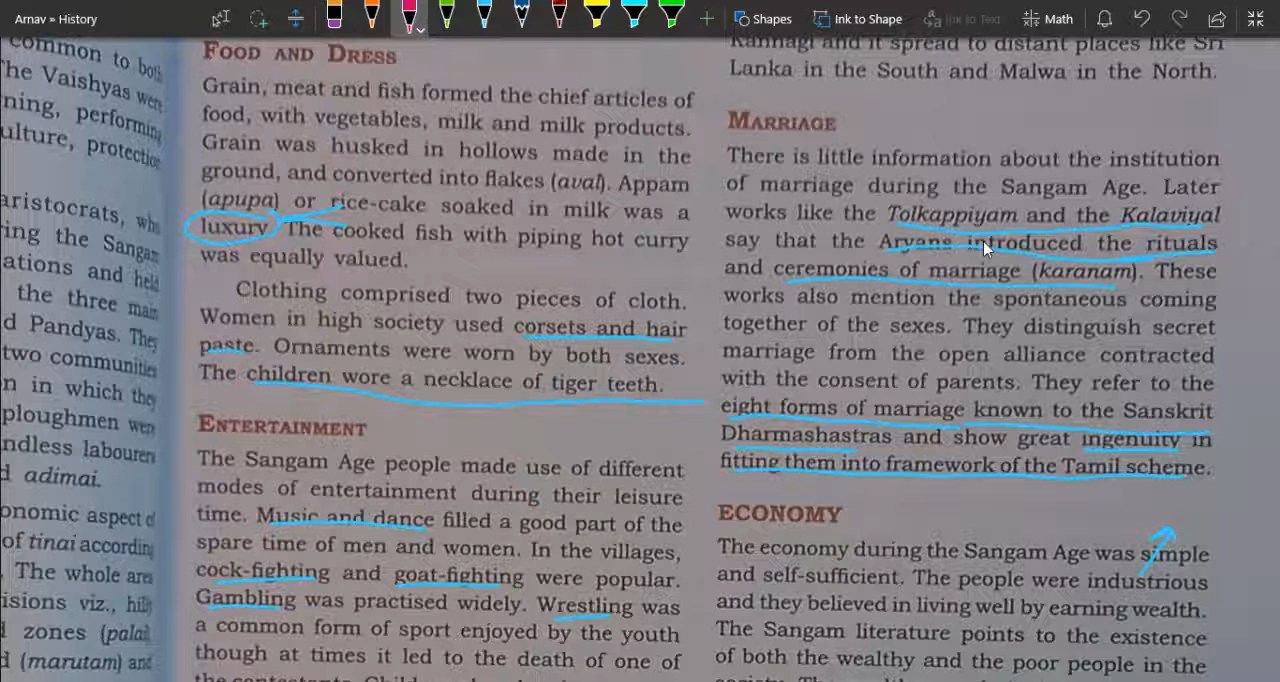 Arnav » History
Shapes
Ink to Shape
Ink to Text
Math
common to both
The Vaishyas were
ning, performing
ulture, protection
aristocrats, who
ring the Sangam
ations and held
the three main
d Pandyas. They
two communities
n in which they
ploughmen were
ndless labourers
d adimai.
onomic aspect of
of tinai according
. The whole area
isions viz., hills
l zones (palai
d (marutam) and
FOOD AND DRESS
Grain, meat and fish formed the chief articles of
food, with vegetables, milk and milk products.
Grain was husked in hollows made in the
ground, and converted into flakes (aval). Appam
(apupa) or rice-cake soaked in milk was a
luxury. The cooked fish with piping hot curry
was equally valued.
Clothing comprised two pieces of cloth.
Women in high society used corsets and hair
paste. Ornaments were worn by both sexes.
The children wore a necklace of tiger teeth.
ENTERTAINMENT
The Sangam Age people made use of different
modes of entertainment during their leisure
time. Music and dance filled a good part of the
spare time of men and women. In the villages,
cock-fighting and goat-fighting were popular.
Gambling was practised widely. Wrestling was
a common form of sport enjoyed by the youth
though at times it led to the death of one of
the contestants.
Kannagi and it spread to distant places like Sri
Lanka in the South and Malwa in the North.
MARRIAGE
There is little information about the institution
of marriage during the Sangam Age. Later
works like the Tolkappiyam and the Kalaviyal
say that the Aryans introduced the rituals
and ceremonies of marriage (karanam). These
works also mention the spontaneous coming
together of the sexes. They distinguish secret
marriage from the open alliance contracted
with the consent of parents. They refer to the
eight forms of marriage known to the Sanskrit
Dharmashastras and show great ingenuity in
fitting them into framework of the Tamil scheme.
ECONOMY
The economy during the Sangam Age was simple
and self-sufficient. The people were industrious
and they believed in living well by earning wealth.
The Sangam literature points to the existence
of both the wealthy and the poor people in the